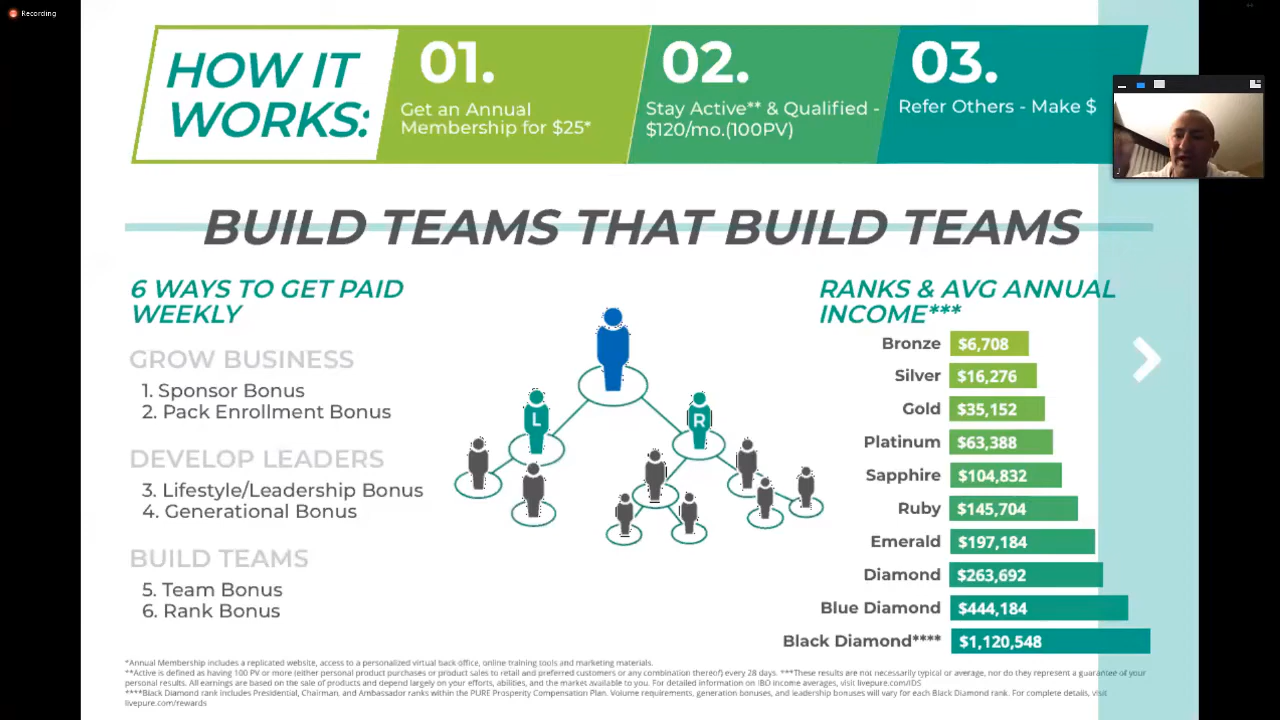 Recording
HOW IT
WORKS:
01.
Get an Annual
Membership for $25*
02.
Stay Active** & Qualified -
$120/mo.(100PV)
03.
Refer Others - Make $
BUILD TEAMS THAT BUILD TEAMS
6 WAYS TO GET PAID
WEEKLY
GROW BUSINESS
1. Sponsor Bonus
2. Pack Enrollment Bonus
DEVELOP LEADERS
3. Lifestyle/Leadership Bonus
4. Generational Bonus
BUILD TEAMS
5. Team Bonus
6. Rank Bonus
L
R
RANKS & AVG ANNUAL
INCOME***
Bronze $6,708
Silver $16,276
Gold $35,152
Platinum $63,388
Sapphire $104,832
Ruby $145,704
Emerald $197,184
Diamond $263,692
Blue Diamond $444,184
Black Diamond**** $1,120,548
*Annual Membership includes a replicated website, access to a personalized virtual back office, online training tools and marketing materials.
**Active is defined as having 100 PV or more (either personal product purchases or product sales to retail and preferred customers or any combination thereof) every 28 days. ***These results are not necessarily typical or average, nor do they represent a guarantee of your
personal results. All earnings are based on the sale of products and depend largely on your efforts, abilities, and the market available to you. For detailed information on IBO income averages, visit livepure.com/IDS
****Black Diamond rank includes Presidential, Chairman, and Ambassador ranks within the PURE Prosperity Compensation Plan. Volume requirements, generation bonuses, and leadership bonuses will vary for each Black Diamond rank. For complete details, visit
livepure.com/rewards